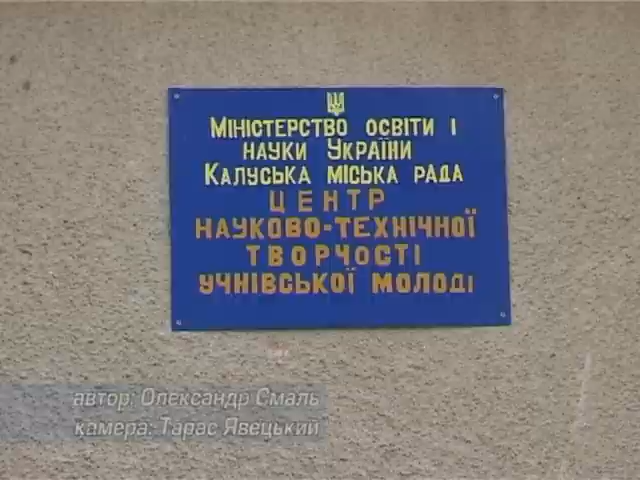 Міністерство освіти і
науки України
Калуська міська рада
ЦЕНТР
НАУКОВО-ТЕХНІЧНОЇ
ТВОРЧОСТІ
УЧНІВСЬКОЇ МОЛОДІ
автор: Олександр Смаль
камера: Тарас Явецький